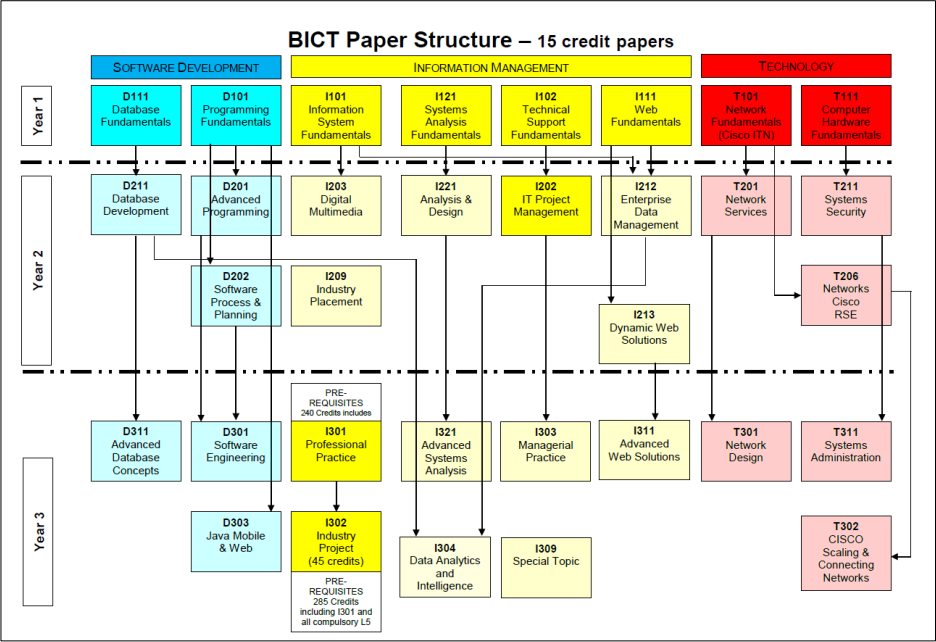 BICT Paper Structure – 15 credit papers
SOFTWARE DEVELOPMENT
INFORMATION MANAGEMENT
TECHNOLOGY
Year 1
D111
Database
Fundamentals
D101
Programming
Fundamentals
I101
Information
System
Fundamentals
I121
Systems
Analysis
Fundamentals
I102
Technical
Support
Fundamentals
I111
Web
Fundamentals
T101
Network
Fundamentals
(Cisco ITN)
T111
Computer
Hardware
Fundamentals
Year 2
D211
Database
Development
D201
Advanced
Programming
I203
Digital
Multimedia
I221
Analysis &
Design
I202
IT Project
Management
I212
Enterprise
Data
Management
T201
Network
Services
T211
Systems
Security
D202
Software
Process &
Planning
I209
Industry
Placement
I213
Dynamic Web
Solutions
T206
Networks
Cisco
RSE
Year 3
D311
Advanced
Database
Concepts
D301
Software
Engineering
PRE-
REQUISITES
240 Credits includes
I301
Professional
Practice
I321
Advanced
Systems
Analysis
I303
Managerial
Practice
I311
Advanced
Web Solutions
T301
Network
Design
T311
Systems
Administration
D303
Java Mobile
& Web
I302
Industry
Project
(45 credits)
PRE-
REQUISITES
285 Credits
including I301 and
all compulsory L5
I304
Data Analytics
and
Intelligence
I309
Special Topic
T302
CISCO
Scaling &
Connecting
Networks